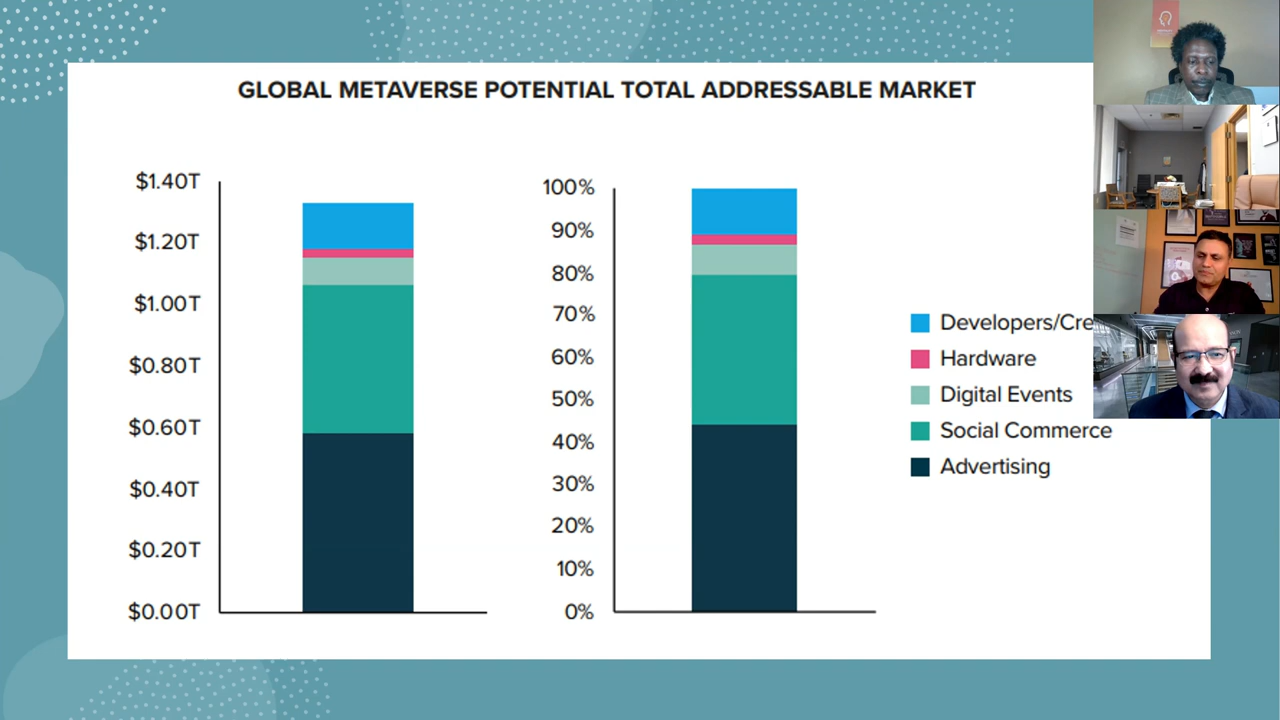 GLOBAL METAVERSE POTENTIAL TOTAL ADDRESSABLE MARKET
$1.40T
$1.20T
$1.00T
$0.80T
$0.60T
$0.40T
$0.20T
$0.00T
100%
90%
80%
70%
60%
50%
40%
30%
20%
10%
0%
Developers/Cre
Hardware
Digital Events
Social Commerce
Advertising